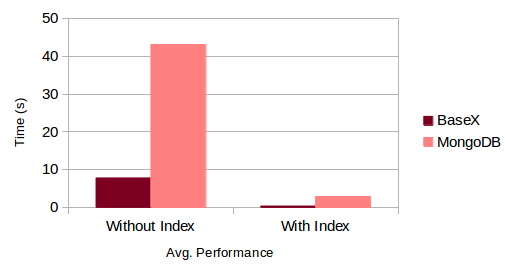 50
40
30
20
10
0
Time (s)
Without Index
With Index
Avg. Performance
BaseX
MongoDB